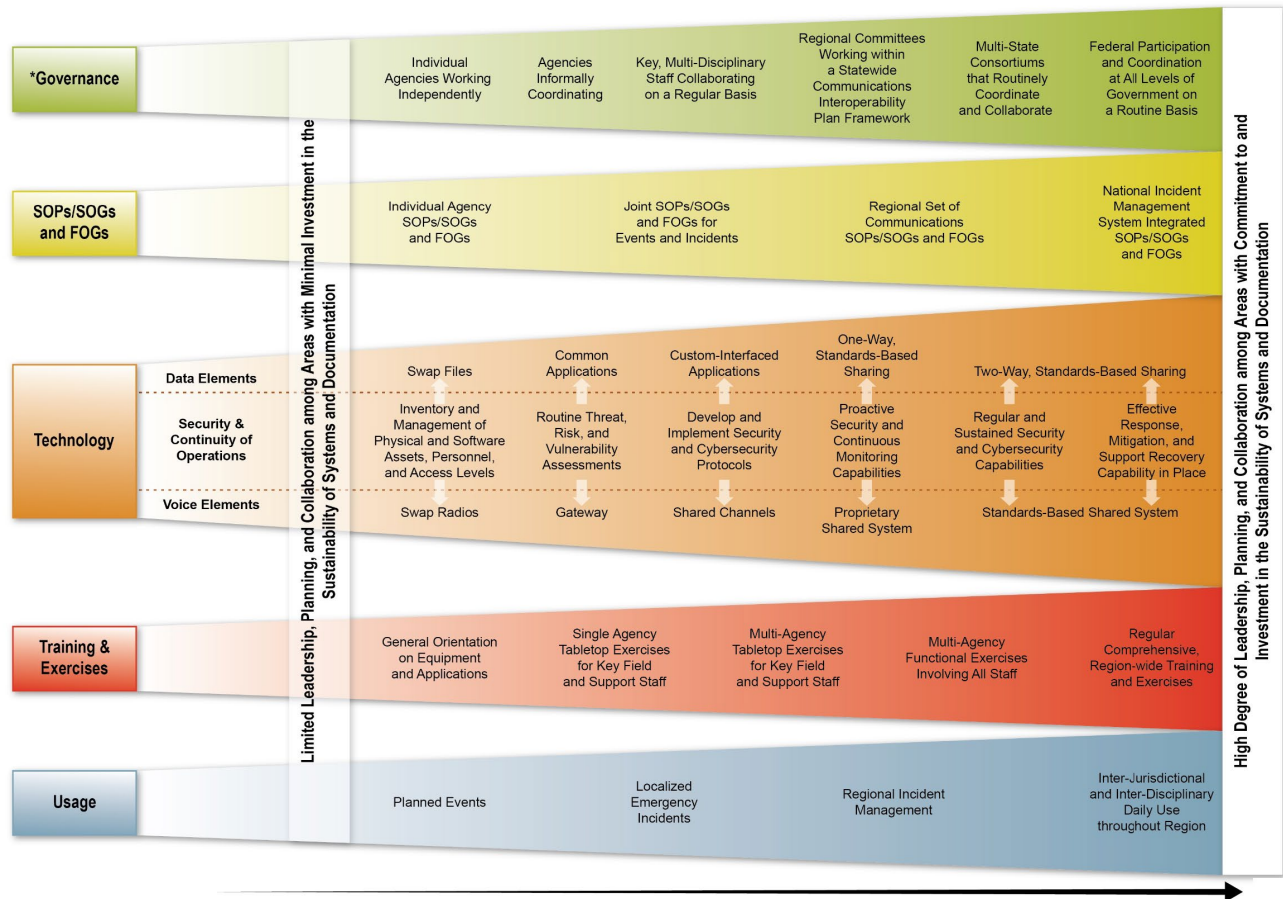 *Governance
Individual
Agencies Working
Independently
Agencies
Informally
Coordinating
Key, Multi-Disciplinary
Staff Collaborating
on a Regular Basis
Regional Committees
Working within
a Statewide
Communications
Interoperability
Plan Framework
Multi-State
Consortiums
that Routinely
Coordinate
and Collaborate
Federal Participation
and Coordination
at All Levels of
Government on
a Routine Basis
SOPs/SOGs
and FOGs
Individual Agency
SOPs/SOGs
and FOGs
Joint SOPs/SOGs
and FOGs for
Events and Incidents
Regional Set of
Communications
SOPs/SOGs and FOGs
National Incident
Management
System Integrated
SOPs/SOGs
and FOGs
Technology
Data Elements
Swap Files
Common
Applications
Custom-Interfaced
Applications
One-Way,
Standards-Based
Sharing
Two-Way, Standards-Based Sharing
Security &
Continuity of
Operations
Inventory and
Management of
Physical and Software
Assets, Personnel,
and Access Levels
Routine Threat,
Risk, and
Vulnerability
Assessments
Develop and
Implement Security
and Cybersecurity
Protocols
Proactive
Security and
Continuous
Monitoring
Capabilities
Regular and
Sustained Security
and Cybersecurity
Capabilities
Effective
Response,
Mitigation, and
Support Recovery
Capability in Place
Voice Elements
Swap Radios
Gateway
Shared Channels
Proprietary
Shared System
Standards-Based Shared System
Training &
Exercises
General Orientation
on Equipment
and Applications
Single Agency
Tabletop Exercises
for Key Field
and Support Staff
Multi-Agency
Tabletop Exercises
for Key Field
and Support Staff
Multi-Agency
Functional Exercises
Involving All Staff
Regular
Comprehensive,
Region-wide Training
and Exercises
Usage
Planned Events
Localized
Emergency
Incidents
Regional Incident
Management
Inter-Jurisdictional
and Inter-Disciplinary
Daily Use
throughout Region
Limited Leadership, Planning, and Collaboration among Areas with Minimal Investment in the
Sustainability of Systems and Documentation
High Degree of Leadership, Planning, and Collaboration among Areas with Commitment to and
Investment in the Sustainability of Systems and Documentation